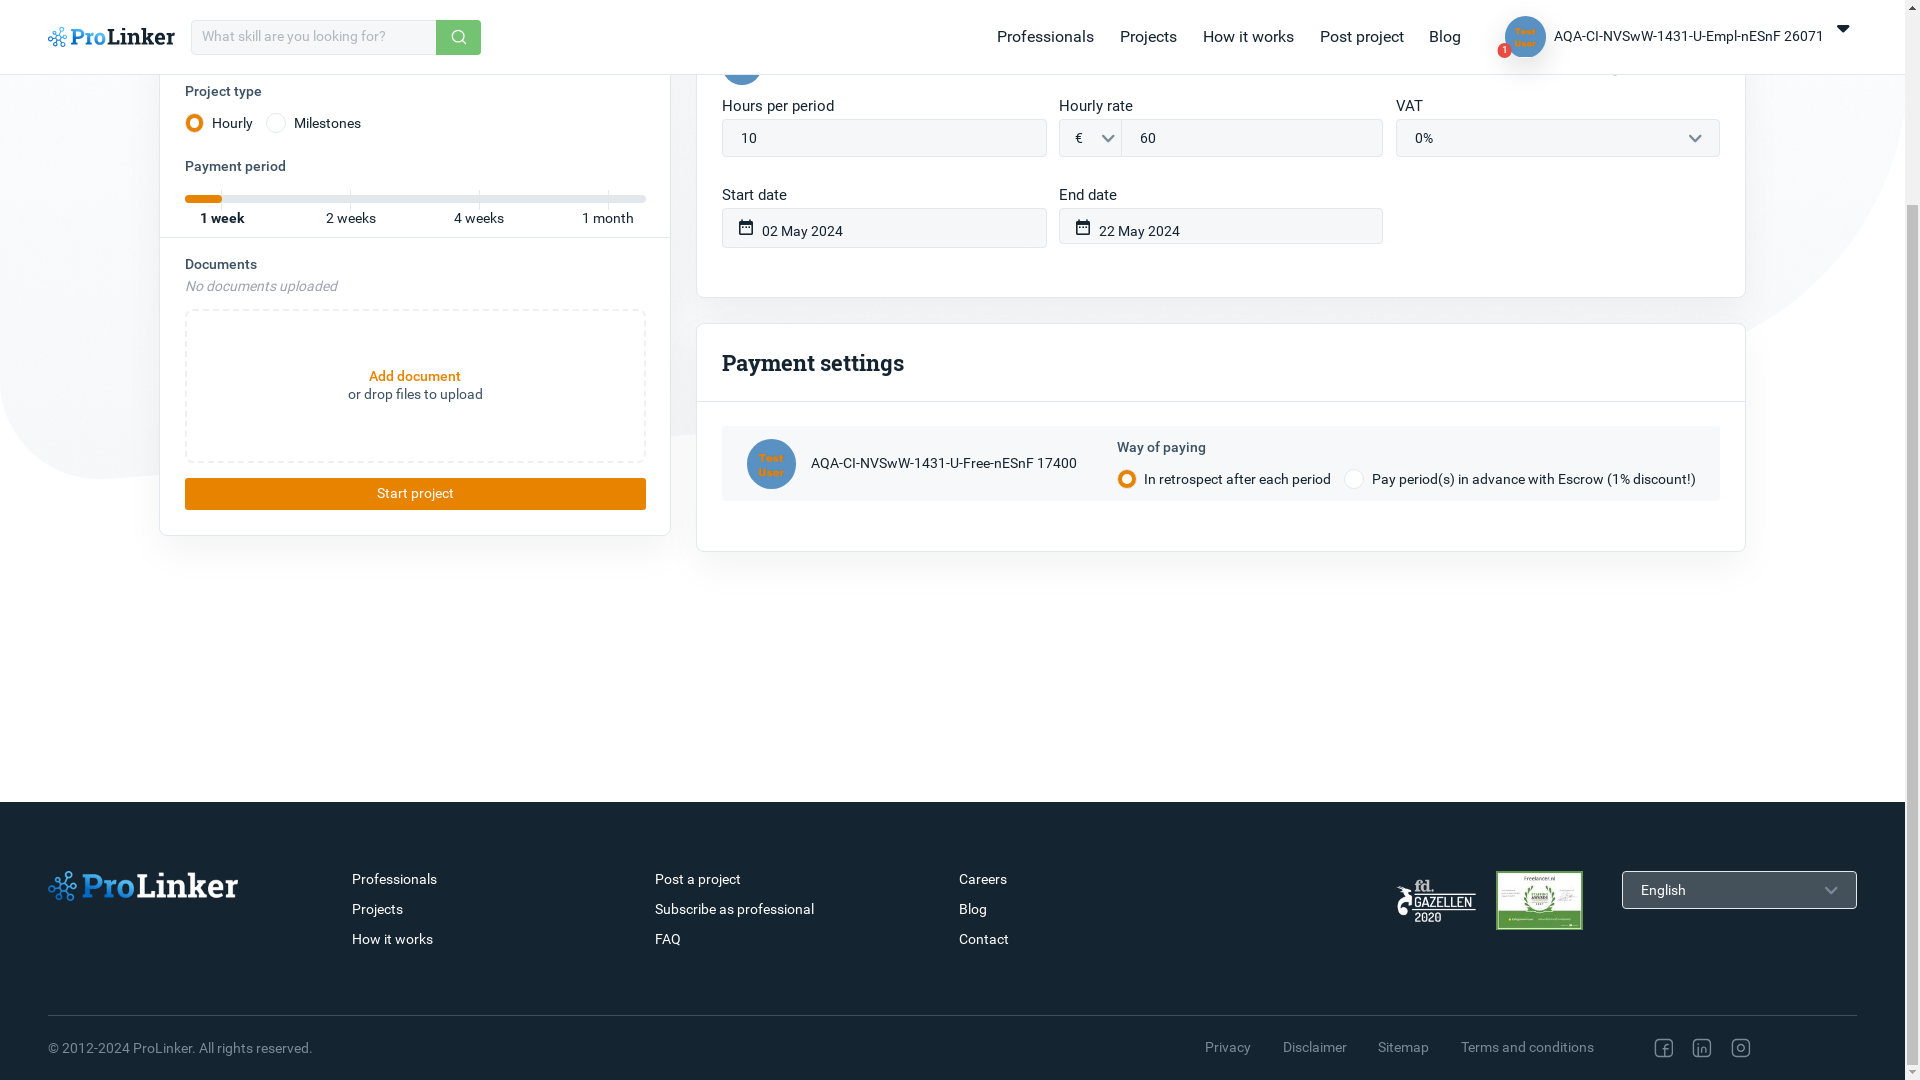 ProLinker
What skill are you looking for?
Professionals
Projects
How it works
Post project
Blog
Test
User
1
AQA-CI-NVSwW-1431-U-Empl-nESnF 26071
Project type
Hourly
Milestones
Payment period
1 week
2 weeks
4 weeks
1 month
Documents
No documents uploaded
Add document
or drop files to upload
Start project
Hours per period
Hourly rate
VAT
10
€
60
0%
Start date
End date
02 May 2024
22 May 2024
Payment settings
Test
User
AQA-CI-NVSwW-1431-U-Free-nESnF 17400
Way of paying
In retrospect after each period
Pay period(s) in advance with Escrow (1% discount!)
ProLinker
Professionals
Projects
How it works
Post a project
Subscribe as professional
FAQ
Careers
Blog
Contact
fd.
GAZELLEN
2020
Freelancer.nl
English
© 2012-2024 ProLinker. All rights reserved.
Privacy
Disclaimer
Sitemap
Terms and conditions